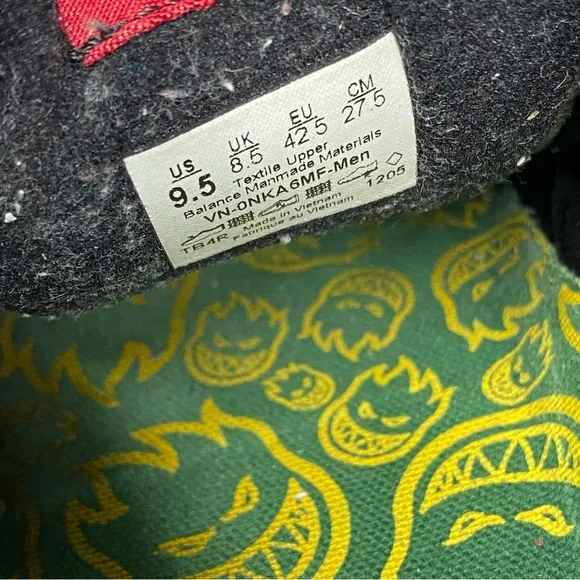 US UK EU CM
9.5 8.5 42.5 27.5
Textile Upper
Balance Manmade Materials
VN-0NKA6MF-Men
1205
Made in Vietnam
TB4R Fabrique au Vietnam